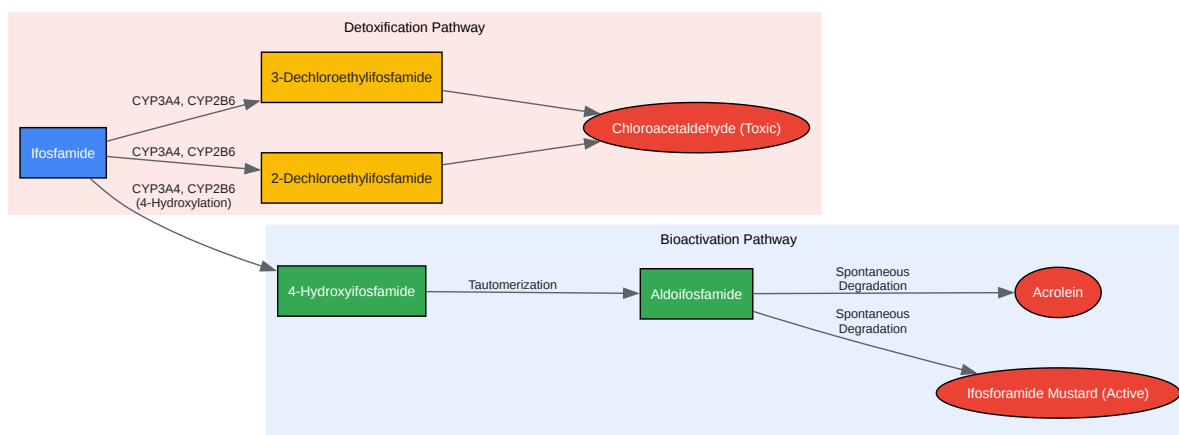 Detoxification Pathway
3-Dechloroethylifosfamide
CYP3A4, CYP2B6
Chloroacetaldehyde (Toxic)
Ifosfamide
CYP3A4, CYP2B6
2-Dechloroethylifosfamide
CYP3A4, CYP2B6
(4-Hydroxylation)
Bioactivation Pathway
4-Hydroxyifosfamide
Tautomerization
Aldoifosfamide
Spontaneous
Degradation
Acrolein
Spontaneous
Degradation
Ifosforamide Mustard (Active)